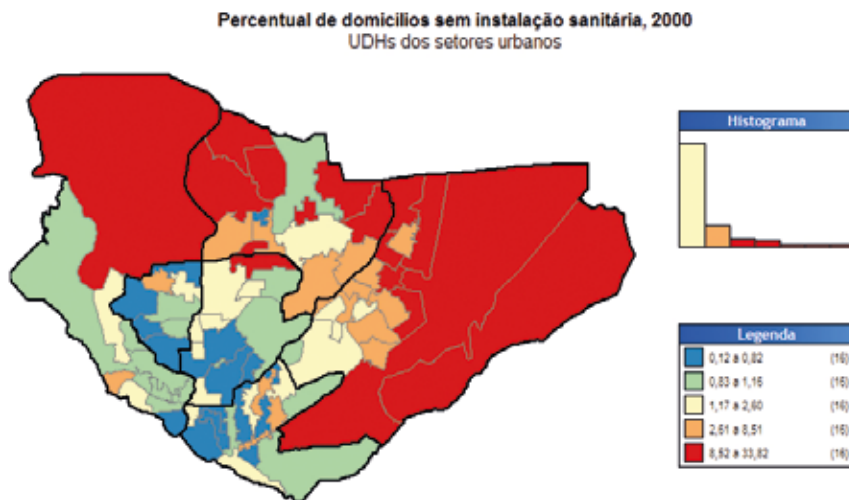 Percentual de domicilios sem instalação sanitária, 2000
UDHs dos setores urbanos
Histograma
Legenda
0,12 a 0,82 (16)
0,83 a 1,16 (16)
1,17 a 2,60 (16)
2,61 a 8,51 (16)
8,52 a 33,82 (16)